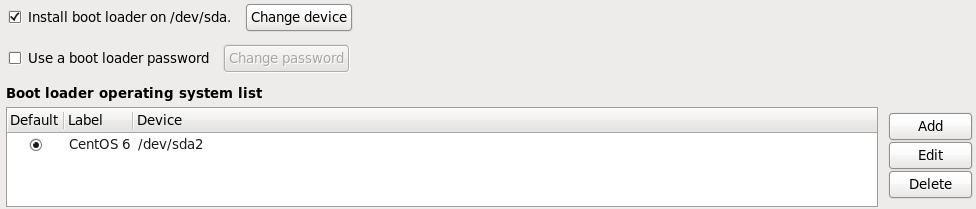 Install boot loader on /dev/sda. Change device
Use a boot loader password Change password
Boot loader operating system list
Default Label Device
Add
CentOS 6 /dev/sda2
Edit
Delete